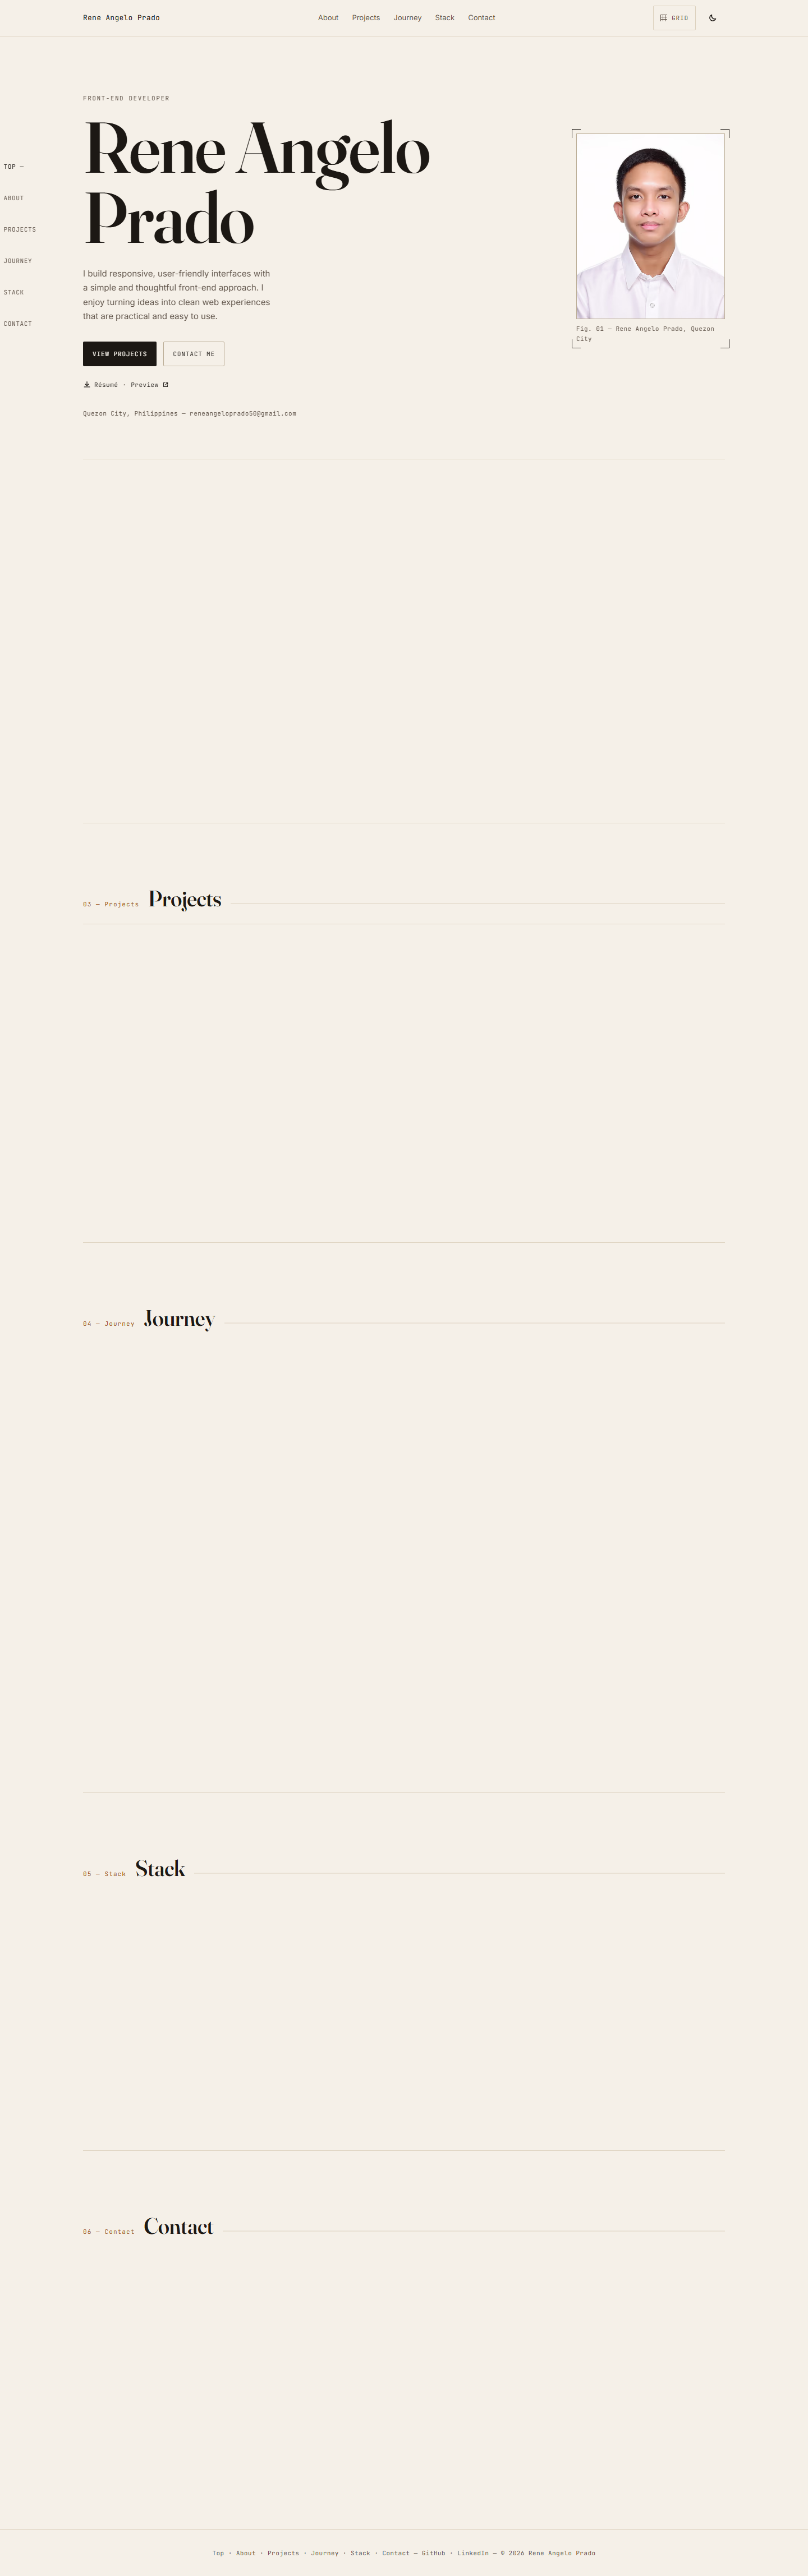 Rene Angelo Prado
About Projects Journey Stack Contact
GRID
TOP —
ABOUT
PROJECTS
JOURNEY
STACK
CONTACT
FRONT-END DEVELOPER
Rene Angelo
Prado
I build responsive, user-friendly interfaces with
a simple and thoughtful front-end approach. I
enjoy turning ideas into clean web experiences
that are practical and easy to use.
VIEW PROJECTS CONTACT ME
Résumé · Preview
Quezon City, Philippines — reneangeloprado50@gmail.com
Fig. 01 — Rene Angelo Prado, Quezon
City
03 — Projects Projects
04 — Journey Journey
05 — Stack Stack
06 — Contact Contact
Top · About · Projects · Journey · Stack · Contact — GitHub · LinkedIn — © 2026 Rene Angelo Prado